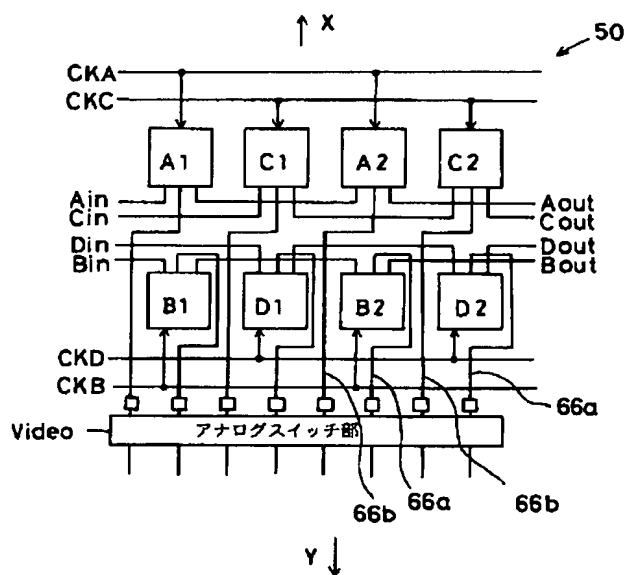 X
50
CKA
CKC
A1 C1 A2 C2
Ain Aout
Cin Cout
Din Dout
Bin Bout
B1 D1 B2 D2
CKD
CKB
66a
Video アナログスイッチ部
66b 66a 66b
Y